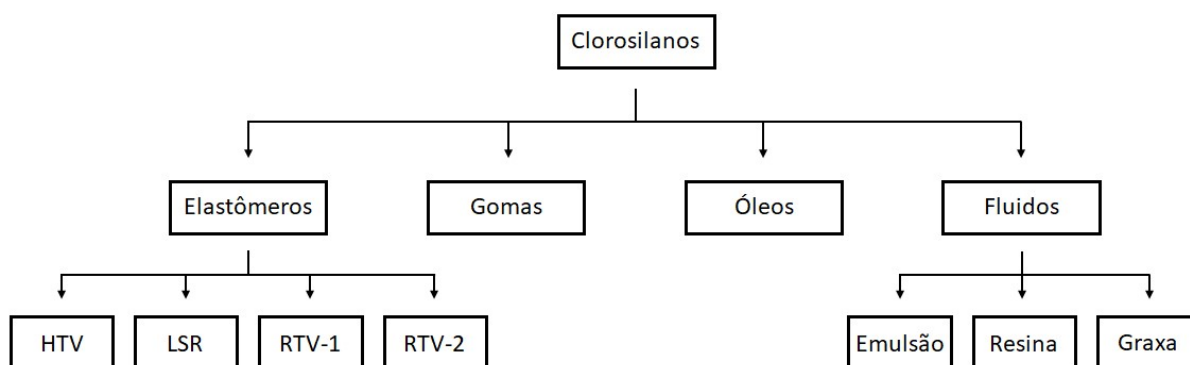 Clorosilanos
Elastômeros
Gomas
Óleos
Fluidos
HTV
LSR
RTV-1
RTV-2
Emulsão
Resina
Graxa